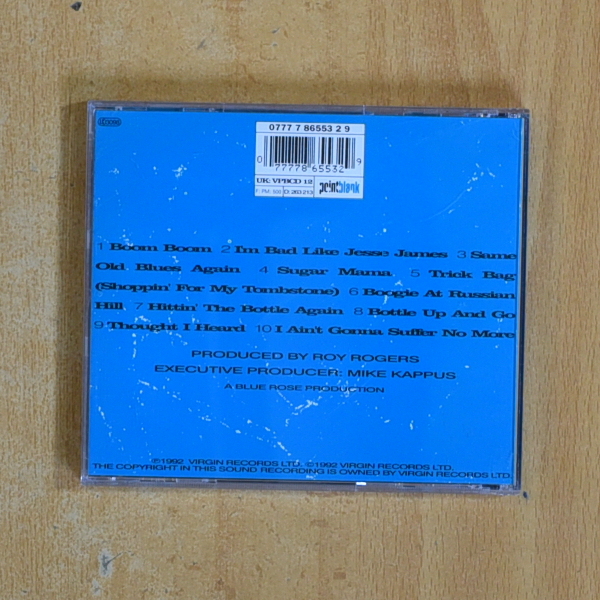 0777 7 86553 2 9
0 77778 65532 9
UK: VPBCD 12
F: PM 520 D: 263 213
pointblank
1 Boom Boom 2 I'm Bad Like Jesse James 3 Same
Old Blues Again 4 Sugar Mama 5 Trick Bag
(Shoppin' For My Tombstone) 6 Boogie At Russian
Hill 7 Hittin' The Bottle Again 8 Bottle Up And Go
9 Thought I Heard 10 I Ain't Gonna Suffer No More
PRODUCED BY ROY ROGERS
EXECUTIVE PRODUCER: MIKE KAPPUS
A BLUE ROSE PRODUCTION
℗1992 VIRGIN RECORDS LTD. ©1992 VIRGIN RECORDS LTD.
THE COPYRIGHT IN THIS SOUND RECORDING IS OWNED BY VIRGIN RECORDS LTD.